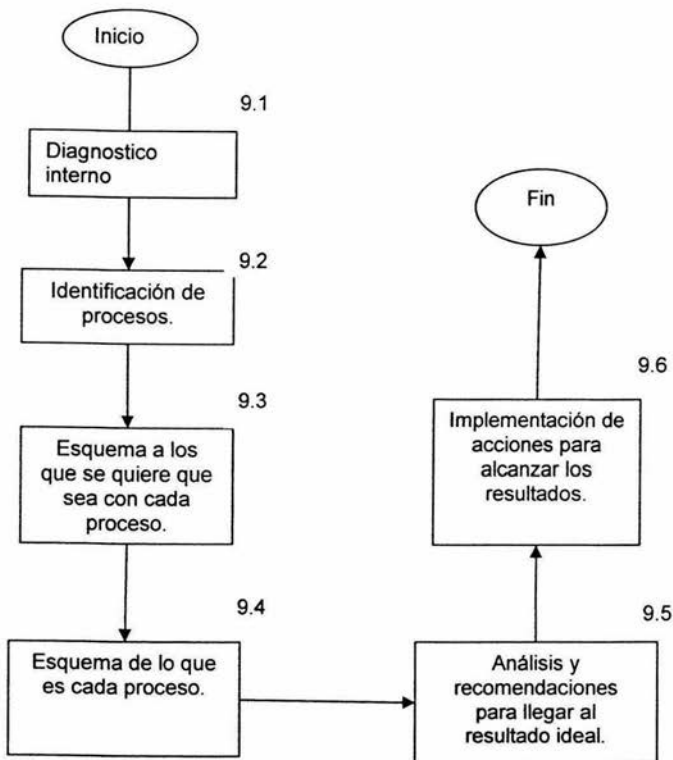 Inicio
9.1
Diagnostico
interno
9.2
Identificación de
procesos.
9.3
Esquema a los
que se quiere que
sea con cada
proceso.
9.4
Esquema de lo que
es cada proceso.
9.5
Análisis y
recomendaciones
para llegar al
resultado ideal.
9.6
Implementación de
acciones para
alcanzar los
resultados.
Fin